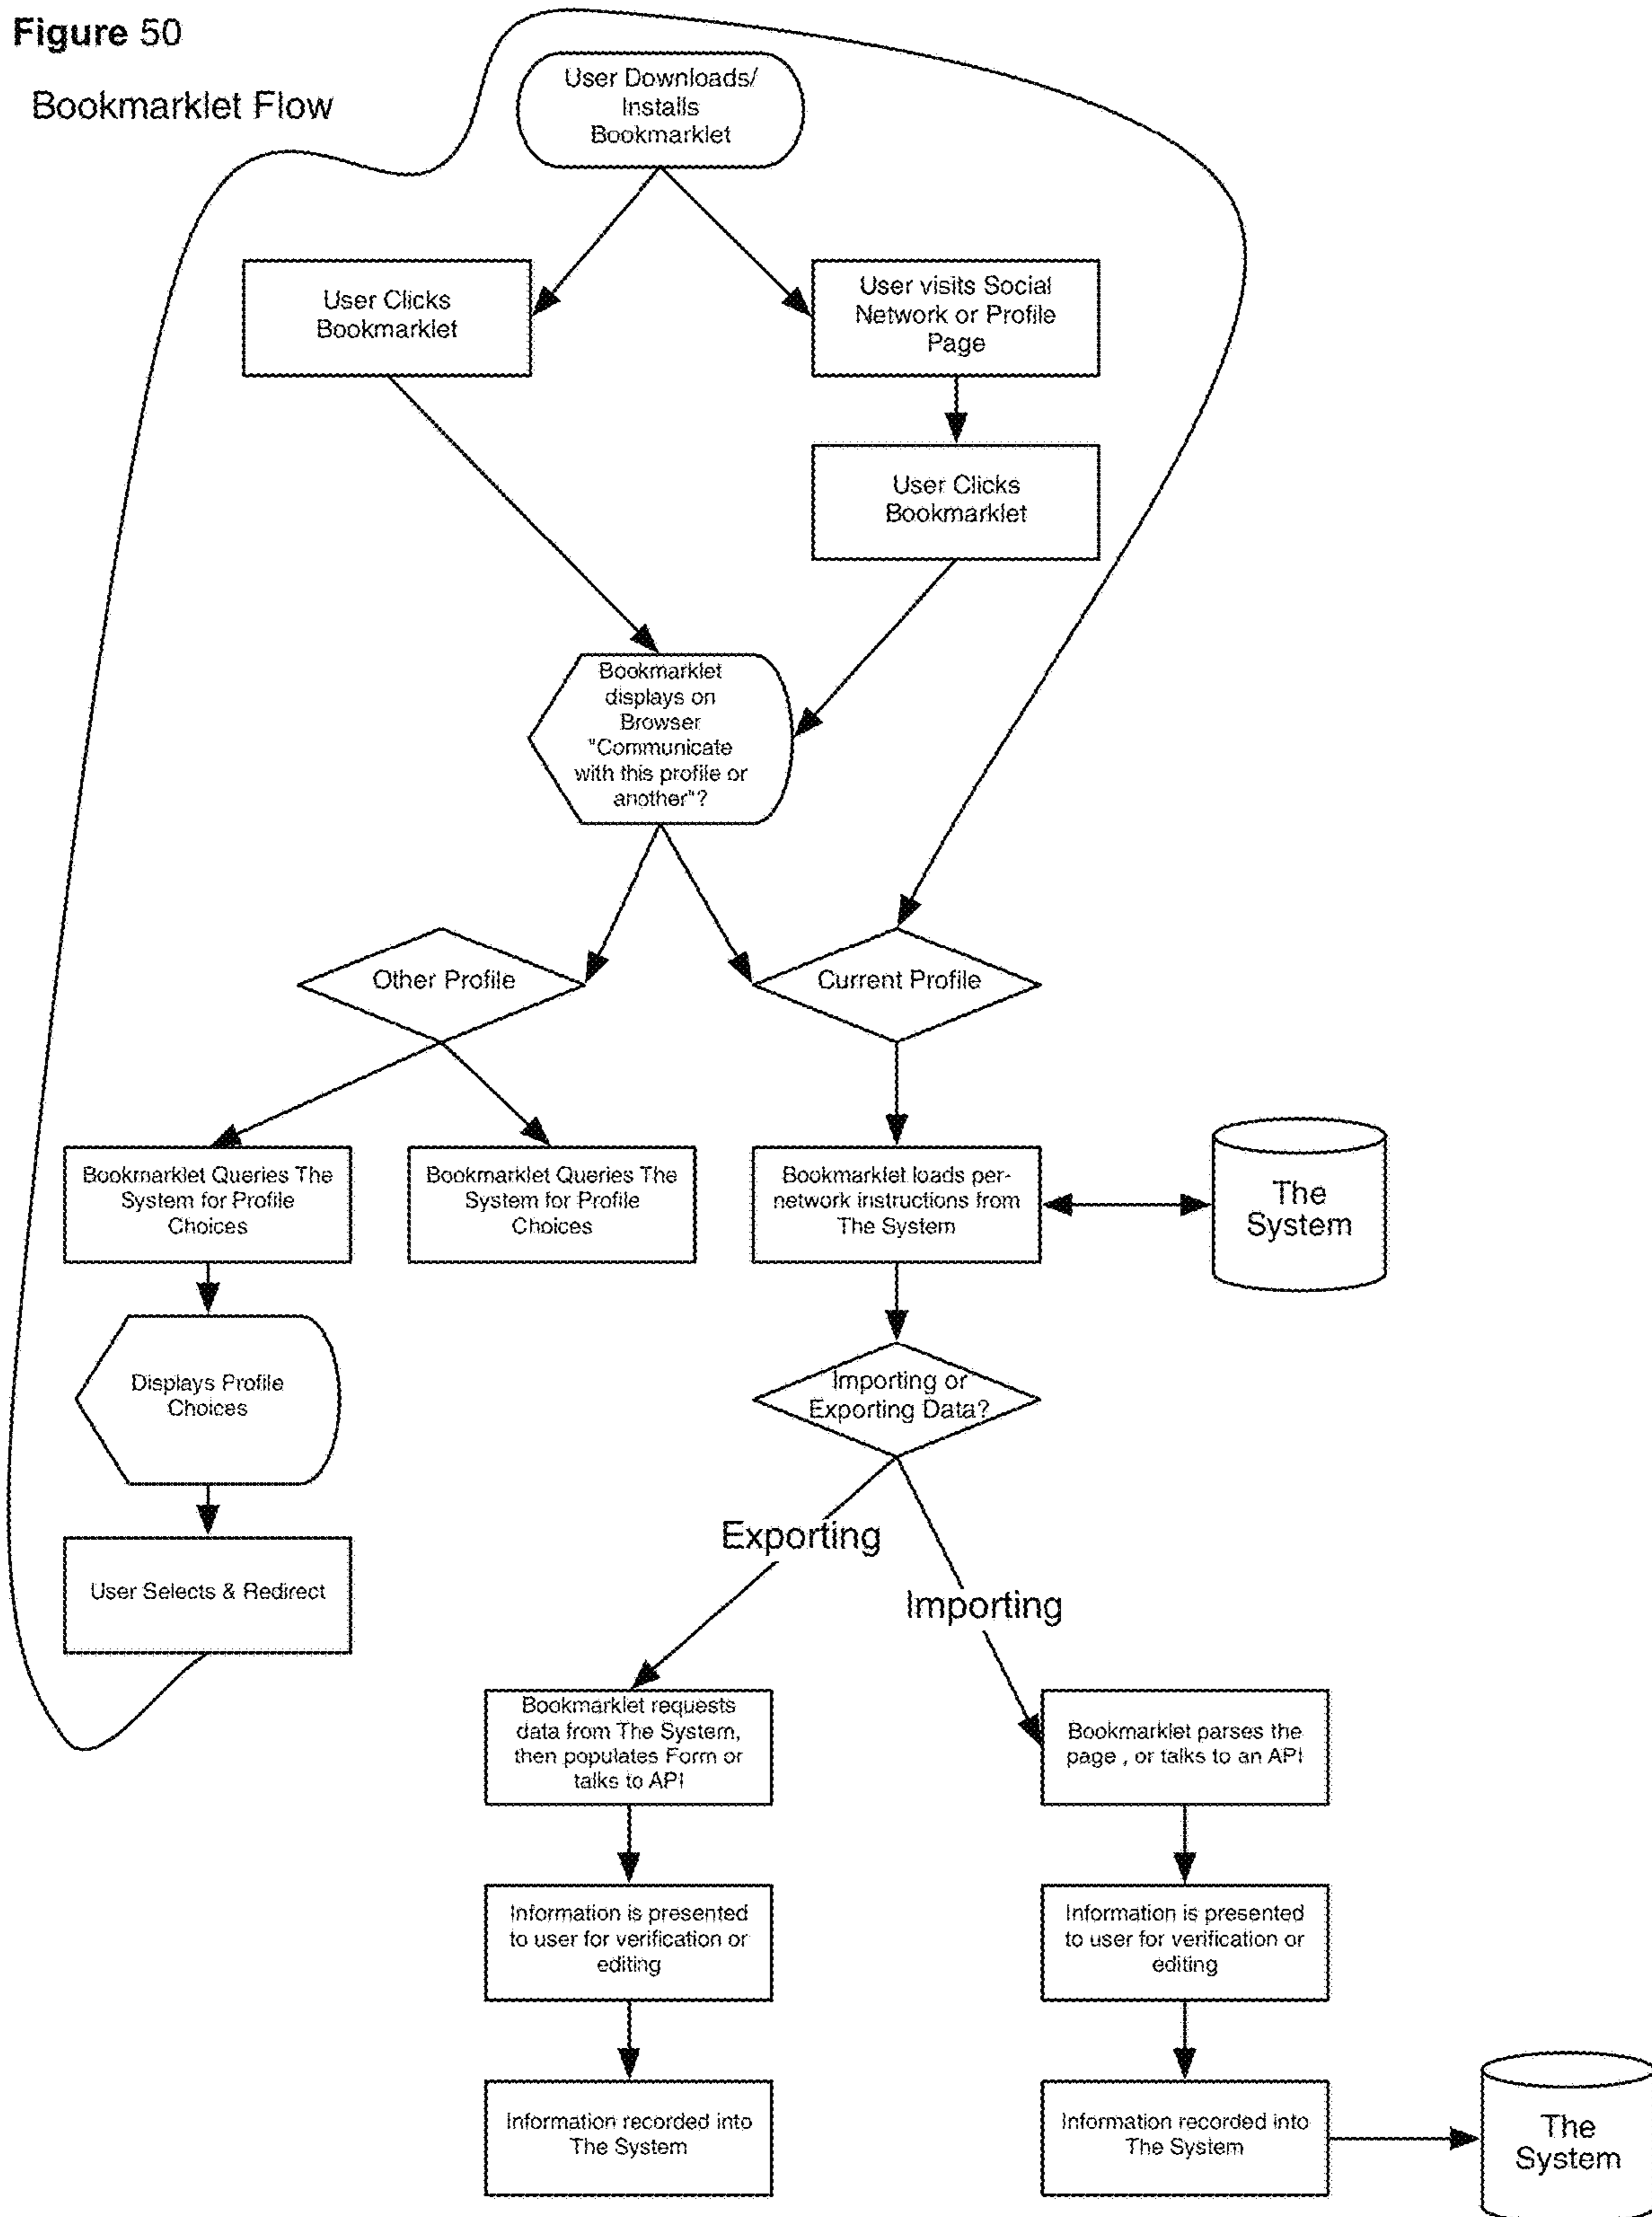 Figure 50
Bookmarklet Flow
User Downloads/
Installs
Bookmarklet
User Clicks
Bookmarklet
User visits Social
Network or Profile
Page
User Clicks
Bookmarklet
Bookmarklet
displays on
Browser
"Communicate
with this profile or
another"?
Other Profile
Current Profile
Bookmarklet Queries The
System for Profile
Choices
Bookmarklet Queries The
System for Profile
Choices
Bookmarklet loads per-
network instructions from
The System
The
System
Displays Profile
Choices
Importing or
Exporting Data?
User Selects & Redirect
Exporting
Importing
Bookmarklet requests
data from The System,
then populates Form or
talks to API
Bookmarklet parses the
page , or talks to an API
Information is presented
to user for verification or
editing
Information is presented
to user for verification or
editing
Information recorded into
The System
Information recorded into
The System
The
System